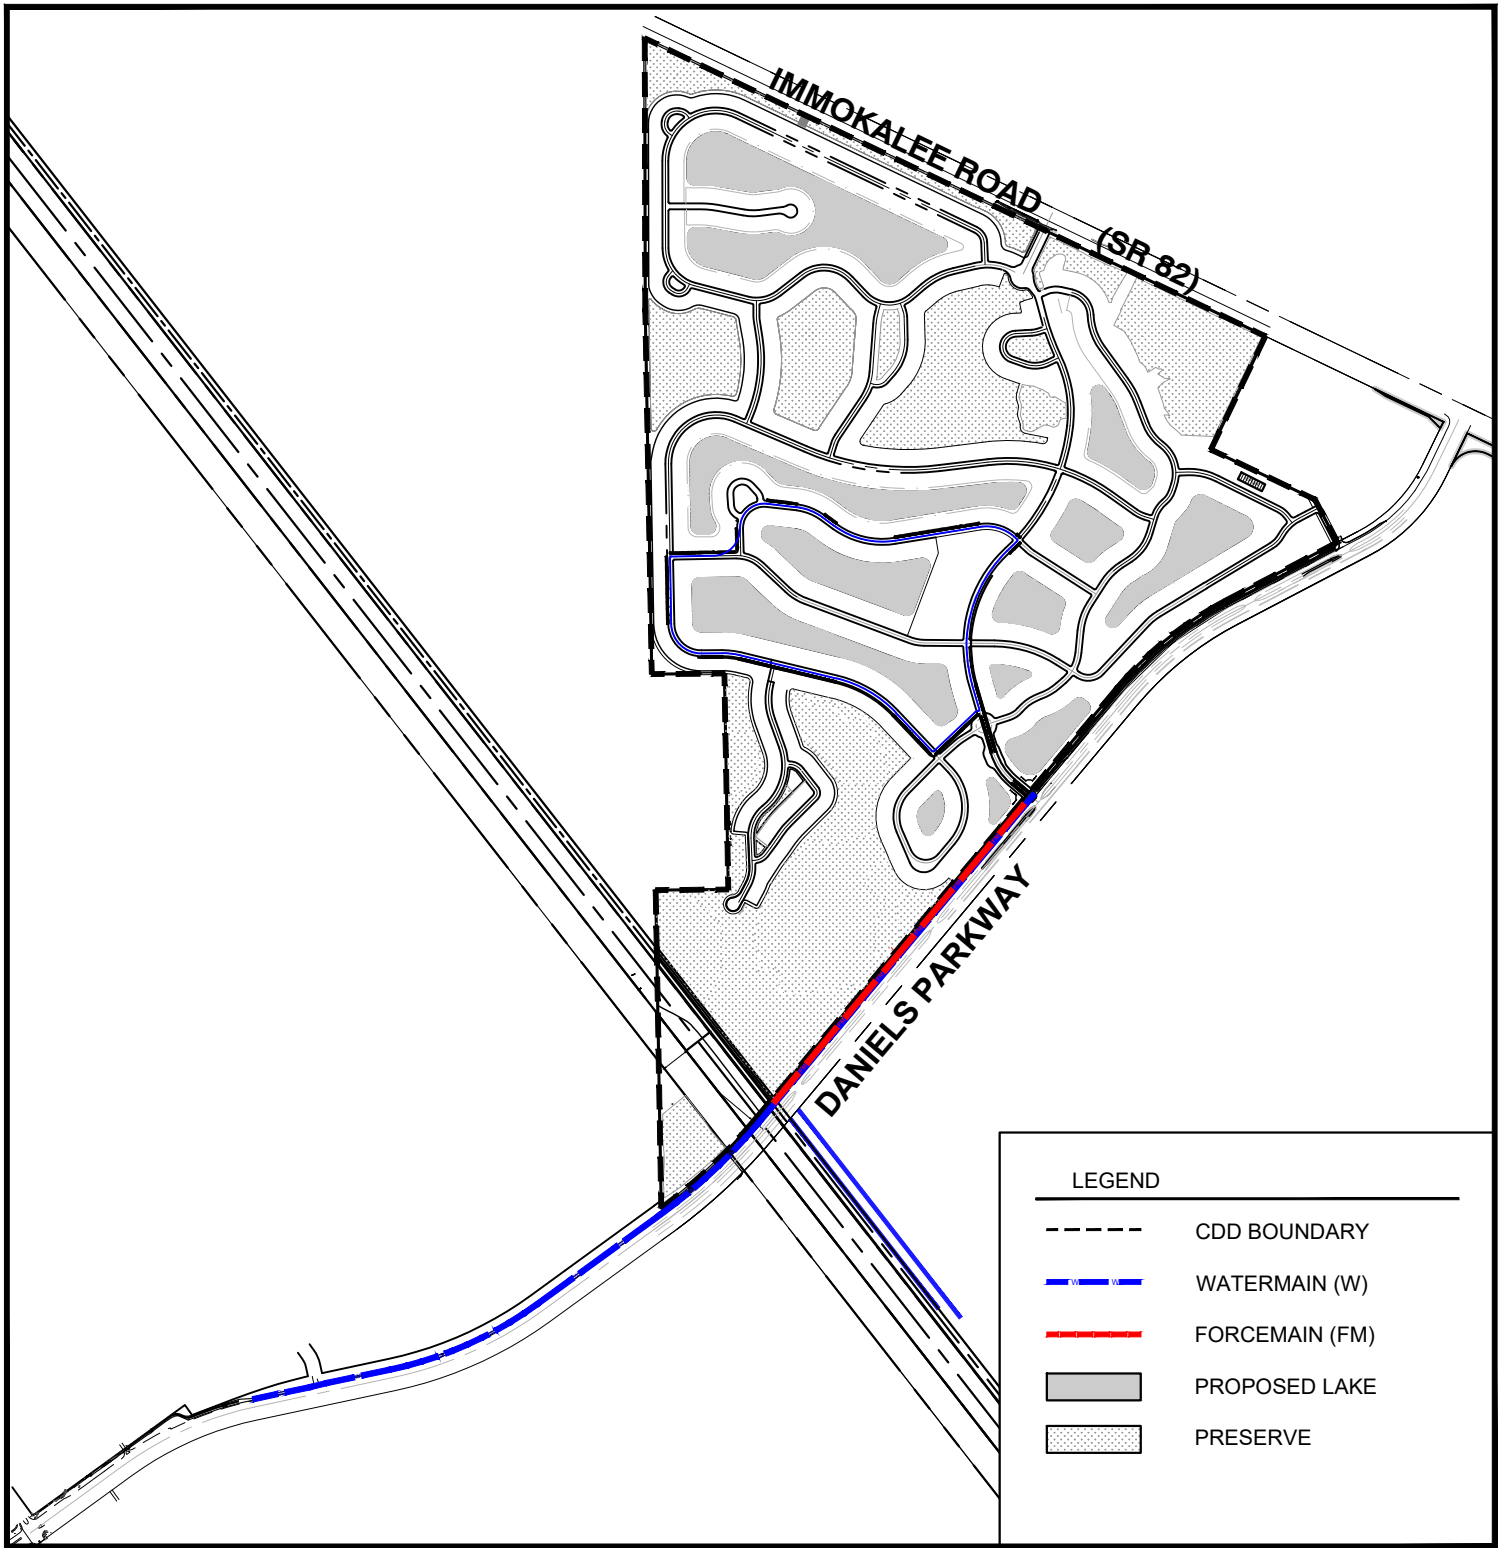 IMMOKALEE ROAD
(SR 82)
DANIELS PARKWAY
LEGEND
CDD BOUNDARY
W W
WATERMAIN (W)
FORCEMAIN (FM)
PROPOSED LAKE
PRESERVE